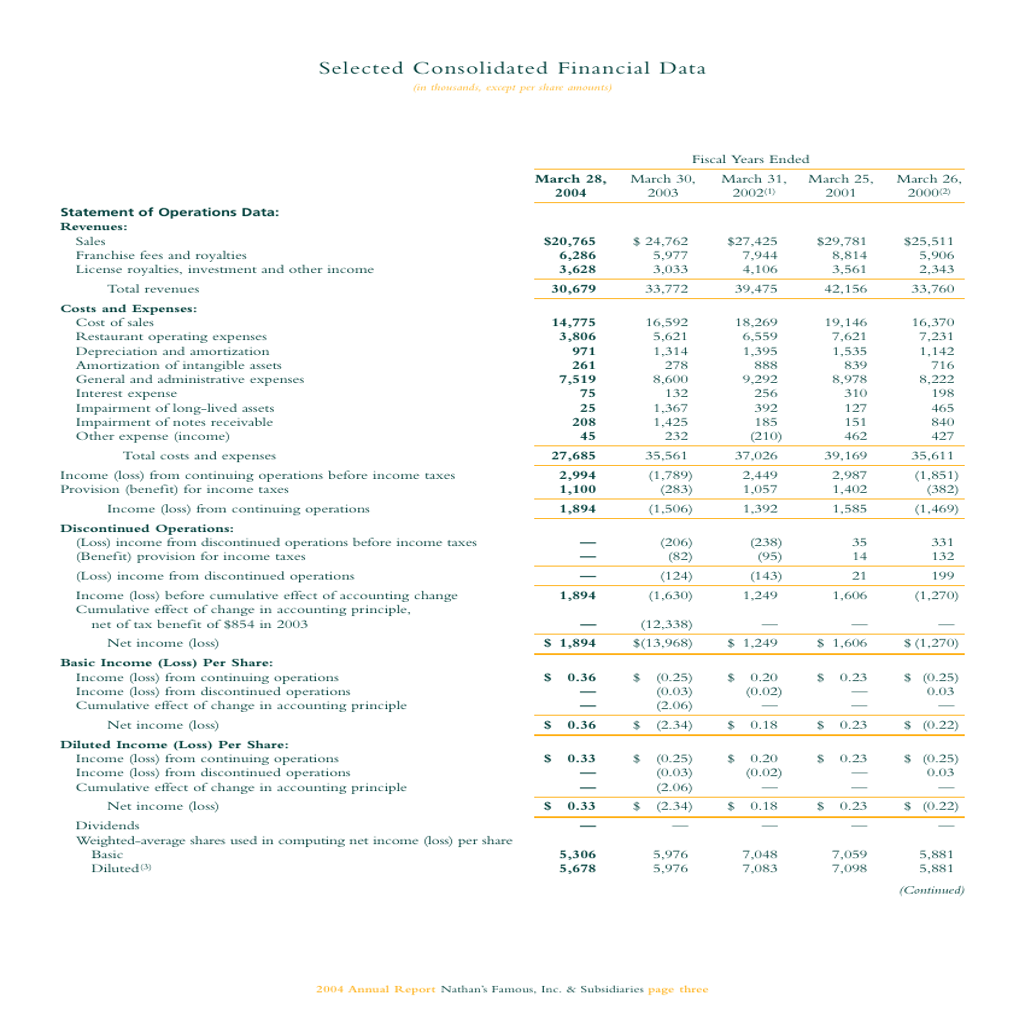 Selected Consolidated Financial Data
(in thousands, except per share amounts)
Fiscal Years Ended
March 28, March 30, March 31, March 25, March 26,
2004 2003 2002(1) 2001 2000(2)
Statement of Operations Data:
Revenues:
Sales $20,765 $ 24,762 $27,425 $29,781 $25,511
Franchise fees and royalties 6,286 5,977 7,944 8,814 5,906
License royalties, investment and other income 3,628 3,033 4,106 3,561 2,343
Total revenues 30,679 33,772 39,475 42,156 33,760
Costs and Expenses:
Cost of sales 14,775 16,592 18,269 19,146 16,370
Restaurant operating expenses 3,806 5,621 6,559 7,621 7,231
Depreciation and amortization 971 1,314 1,395 1,535 1,142
Amortization of intangible assets 261 278 888 839 716
General and administrative expenses 7,519 8,600 9,292 8,978 8,222
Interest expense 75 132 256 310 198
Impairment of long-lived assets 25 1,367 392 127 465
Impairment of notes receivable 208 1,425 185 151 840
Other expense (income) 45 232 (210) 462 427
Total costs and expenses 27,685 35,561 37,026 39,169 35,611
Income (loss) from continuing operations before income taxes 2,994 (1,789) 2,449 2,987 (1,851)
Provision (benefit) for income taxes 1,100 (283) 1,057 1,402 (382)
Income (loss) from continuing operations 1,894 (1,506) 1,392 1,585 (1,469)
Discontinued Operations:
(Loss) income from discontinued operations before income taxes — (206) (238) 35 331
(Benefit) provision for income taxes — (82) (95) 14 132
(Loss) income from discontinued operations — (124) (143) 21 199
Income (loss) before cumulative effect of accounting change 1,894 (1,630) 1,249 1,606 (1,270)
Cumulative effect of change in accounting principle,
net of tax benefit of $854 in 2003 — (12,338) — — —
Net income (loss) $ 1,894 $(13,968) $ 1,249 $ 1,606 $ (1,270)
Basic Income (Loss) Per Share:
Income (loss) from continuing operations $ 0.36 $ (0.25) $ 0.20 $ 0.23 $ (0.25)
Income (loss) from discontinued operations — (0.03) (0.02) — 0.03
Cumulative effect of change in accounting principle — (2.06) — — —
Net income (loss) $ 0.36 $ (2.34) $ 0.18 $ 0.23 $ (0.22)
Diluted Income (Loss) Per Share:
Income (loss) from continuing operations $ 0.33 $ (0.25) $ 0.20 $ 0.23 $ (0.25)
Income (loss) from discontinued operations — (0.03) (0.02) — 0.03
Cumulative effect of change in accounting principle — (2.06) — — —
Net income (loss) $ 0.33 $ (2.34) $ 0.18 $ 0.23 $ (0.22)
Dividends — — — — —
Weighted-average shares used in computing net income (loss) per share
Basic 5,306 5,976 7,048 7,059 5,881
Diluted(3) 5,678 5,976 7,083 7,098 5,881
(Continued)
2004 Annual Report Nathan's Famous, Inc. & Subsidiaries page three